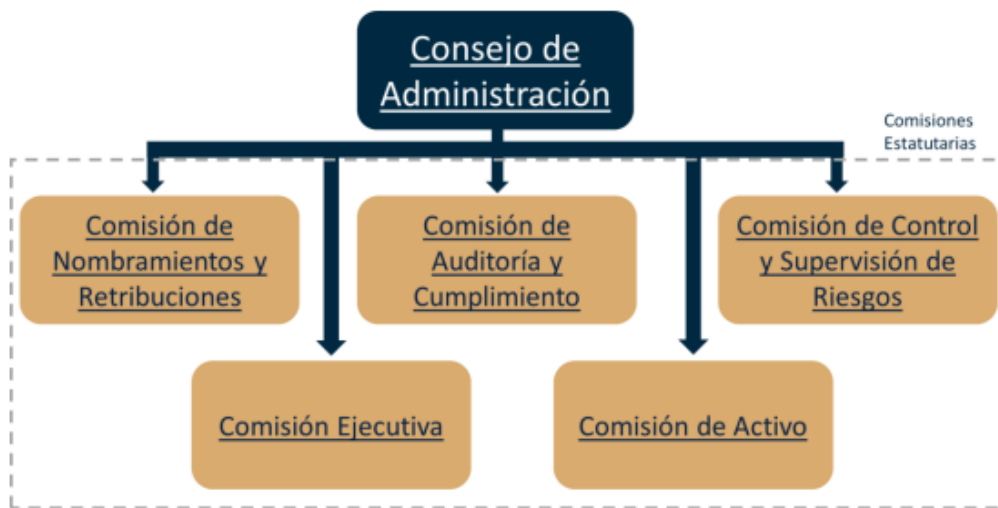 Consejo de
Administración
Comisiones
Estatutarias
Comisión de
Nombramientos y
Retribuciones
Comisión de
Auditoría y
Cumplimiento
Comisión de Control
y Supervisión de
Riesgos
Comisión Ejecutiva
Comisión de Activo